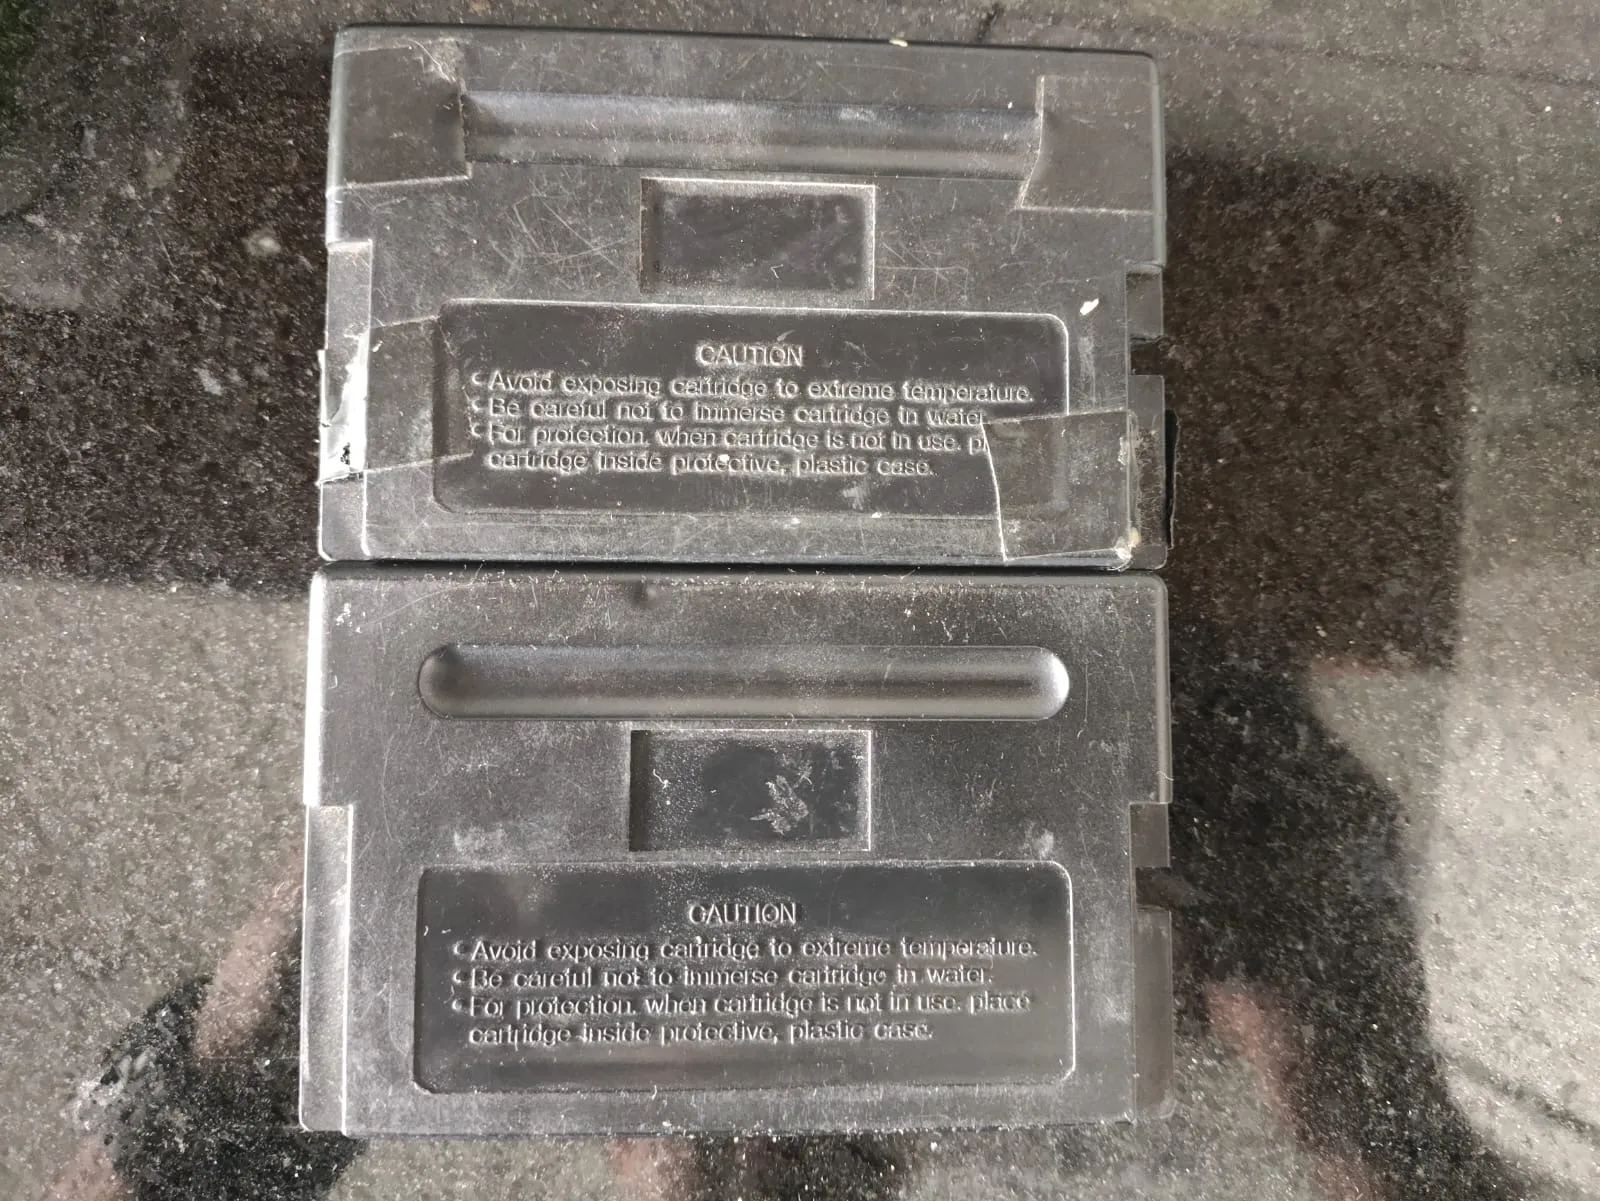 CAUTION
Avoid exposing cartridge to extreme temperature.
Be careful not to immerse cartridge in water
For protection, when cartridge is not in use, pl
cartridge inside protective, plastic case.
CAUTION
Avoid exposing cartridge to extreme temperature.
Be careful not to immerse cartridge in water.
For protection, when cartridge is not in use, place
cartridge inside protective, plastic case.